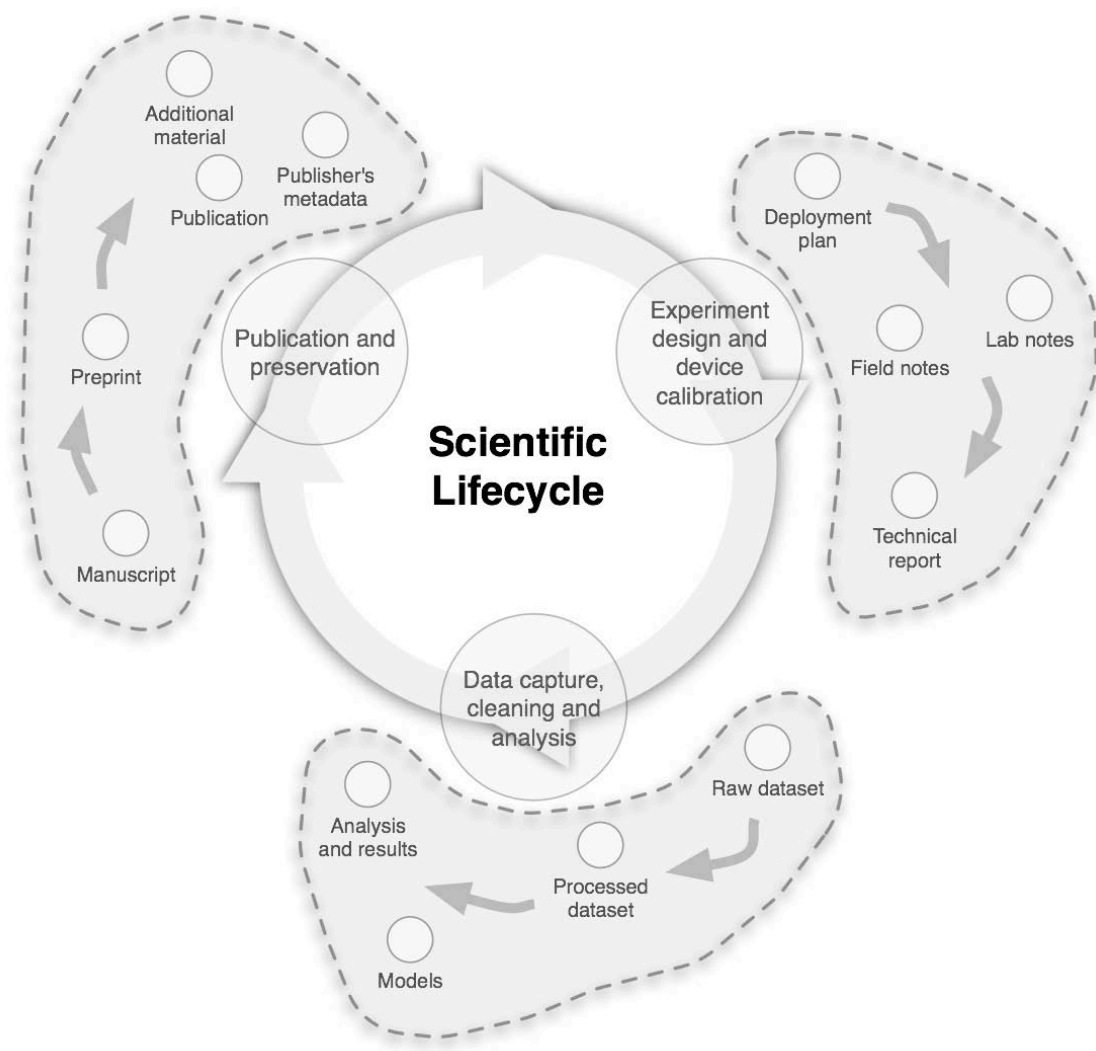 Additional
material
Publisher's
metadata
Publication
Preprint
Manuscript
Publication and
preservation
Scientific
Lifecycle
Experiment
design and
device
calibration
Deployment
plan
Lab notes
Field notes
Technical
report
Data capture,
cleaning and
analysis
Raw dataset
Processed
dataset
Analysis
and results
Models